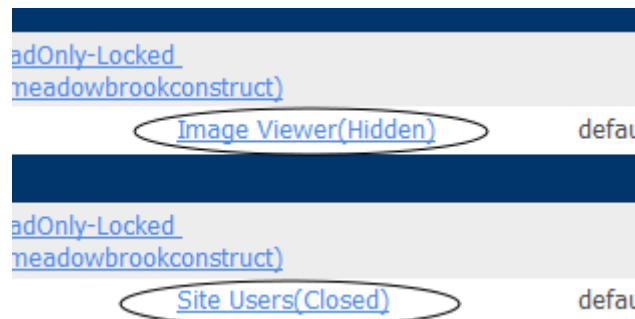 adOnly-Locked
meadowbrookconstruct)
Image Viewer(Hidden) defau
adOnly-Locked
meadowbrookconstruct)
Site Users(Closed) defau